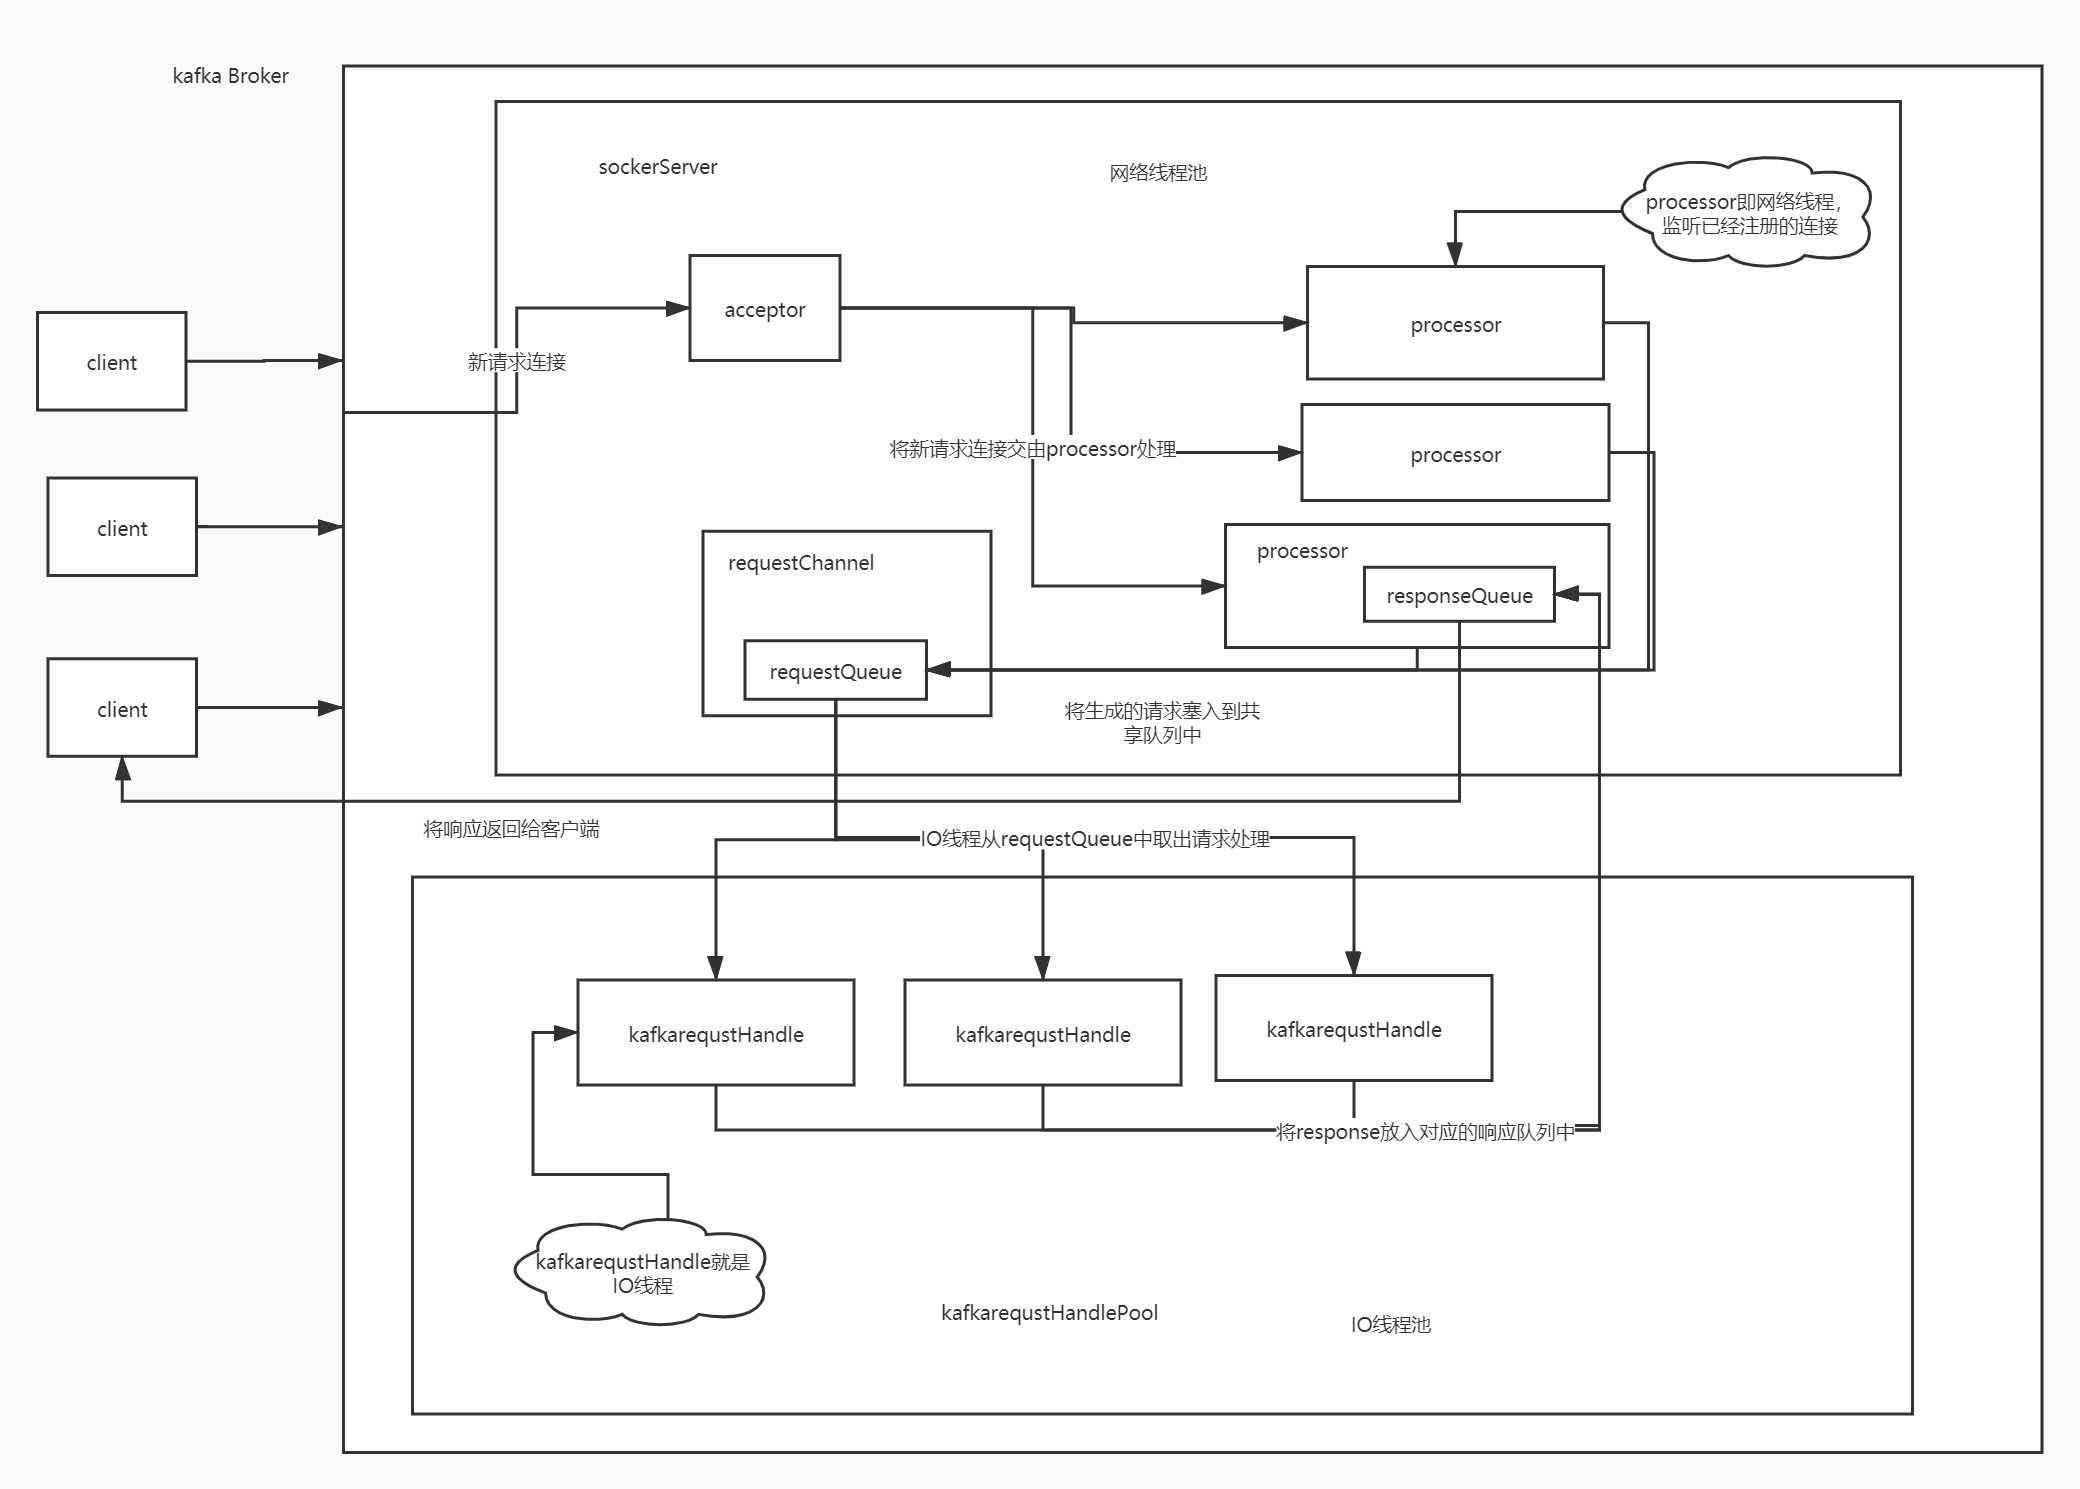 kafka Broker
sockerServer
网络线程池
processor即网络线程，
监听已经注册的连接
acceptor
processor
client
新请求连接
将新请求连接交由processor处理
processor
client
requestChannel
processor
responseQueue
requestQueue
client
将生成的请求塞入到共
享队列中
将响应返回给客户端
IO线程从requestQueue中取出请求处理
kafkarequstHandle
kafkarequstHandle
kafkarequstHandle
将response放入对应的响应队列中
kafkarequstHandle就是
IO线程
kafkarequstHandlePool
IO线程池